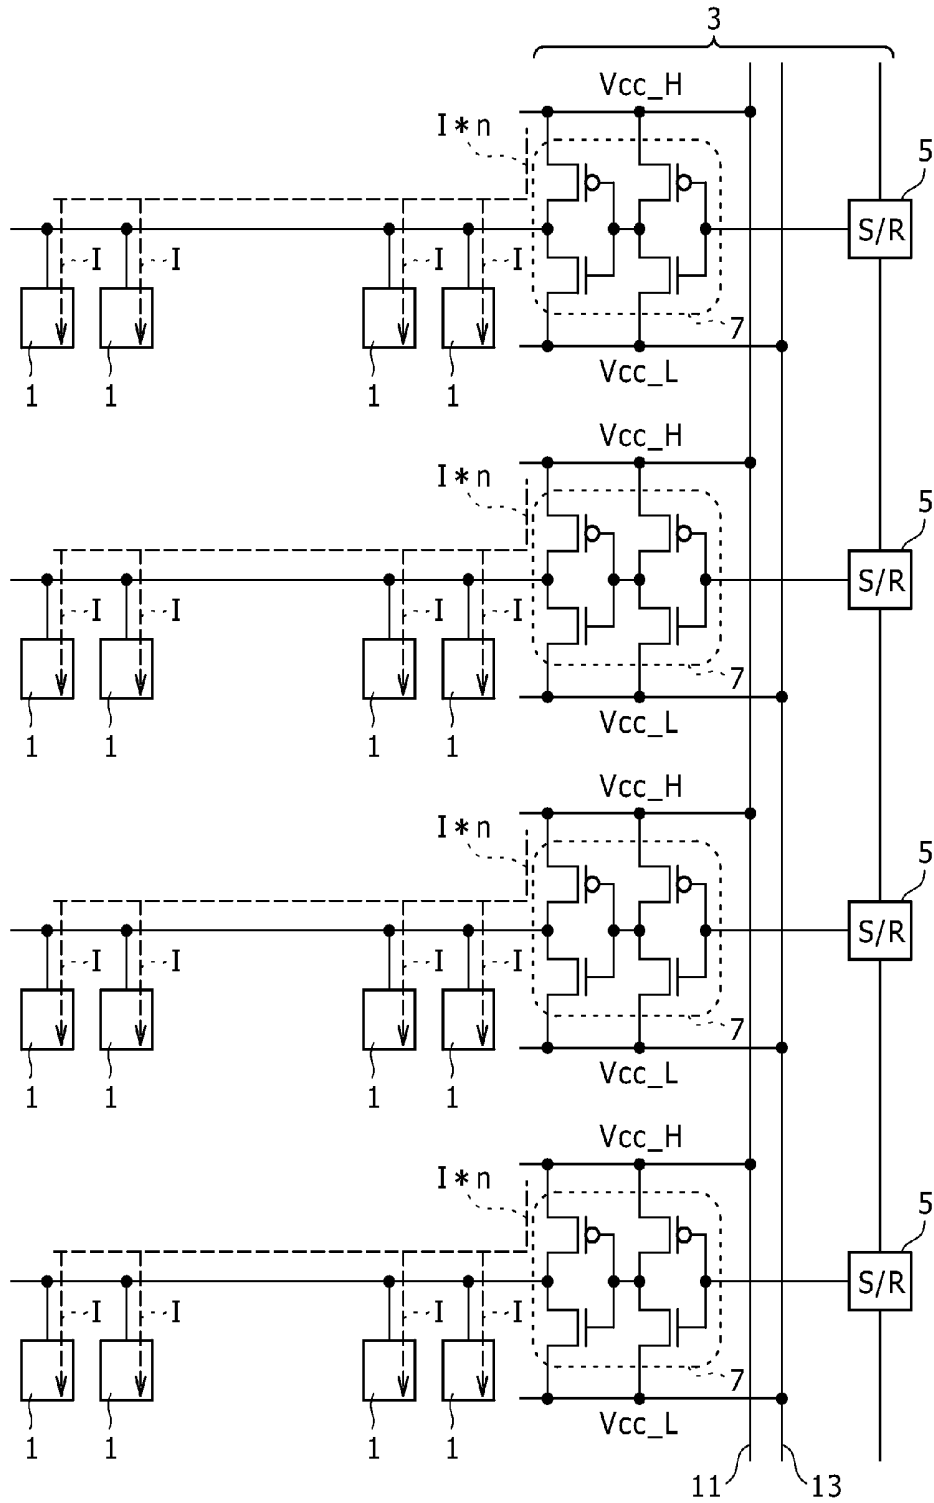 3
Vcc_H
I*n
5
S/R
I I I I
7
1 1 1 1
Vcc_L
Vcc_H
I*n
5
S/R
I I I I
7
1 1 1 1
Vcc_L
Vcc_H
I*n
5
S/R
I I I I
7
1 1 1 1
Vcc_L
Vcc_H
I*n
5
S/R
I I I I
7
1 1 1 1
Vcc_L
11 13